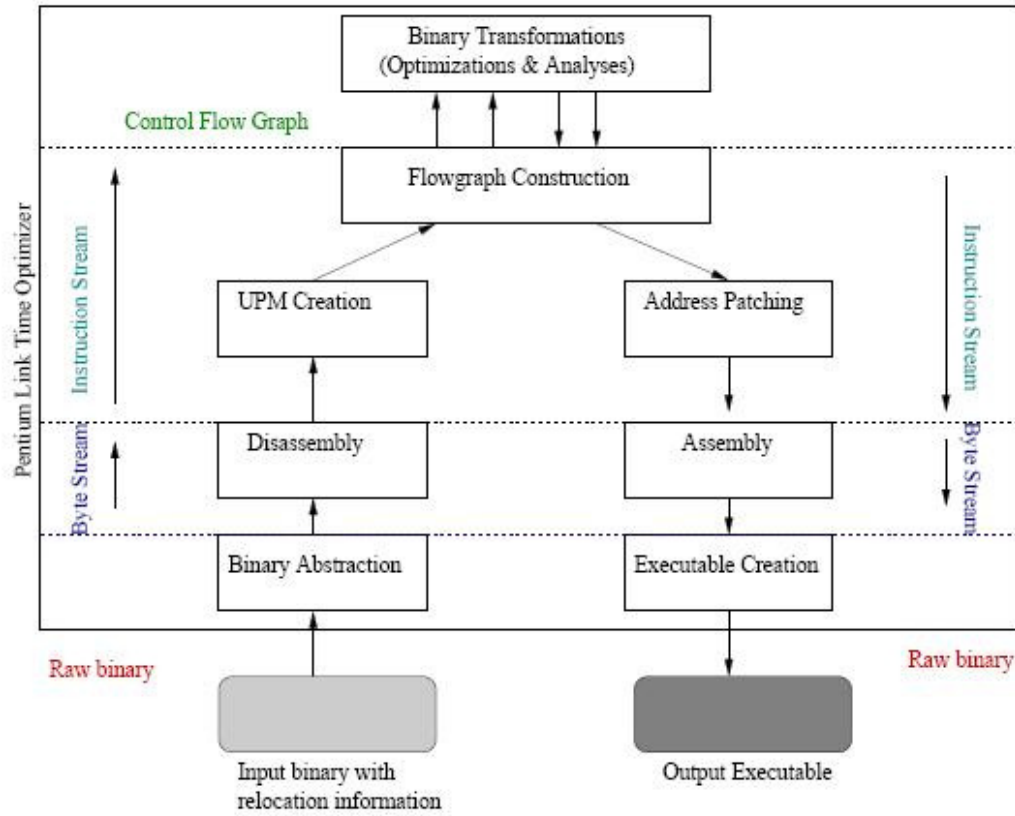 Binary Transformations
(Optimizations & Analyses)
Control Flow Graph
Flowgraph Construction
Pentium Link Time Optimizer
Instruction Stream
Instruction Stream
UPM Creation
Address Patching
Byte Stream
Disassembly
Assembly
Byte Stream
Binary Abstraction
Executable Creation
Raw binary
Raw binary
Input binary with
relocation information
Output Executable